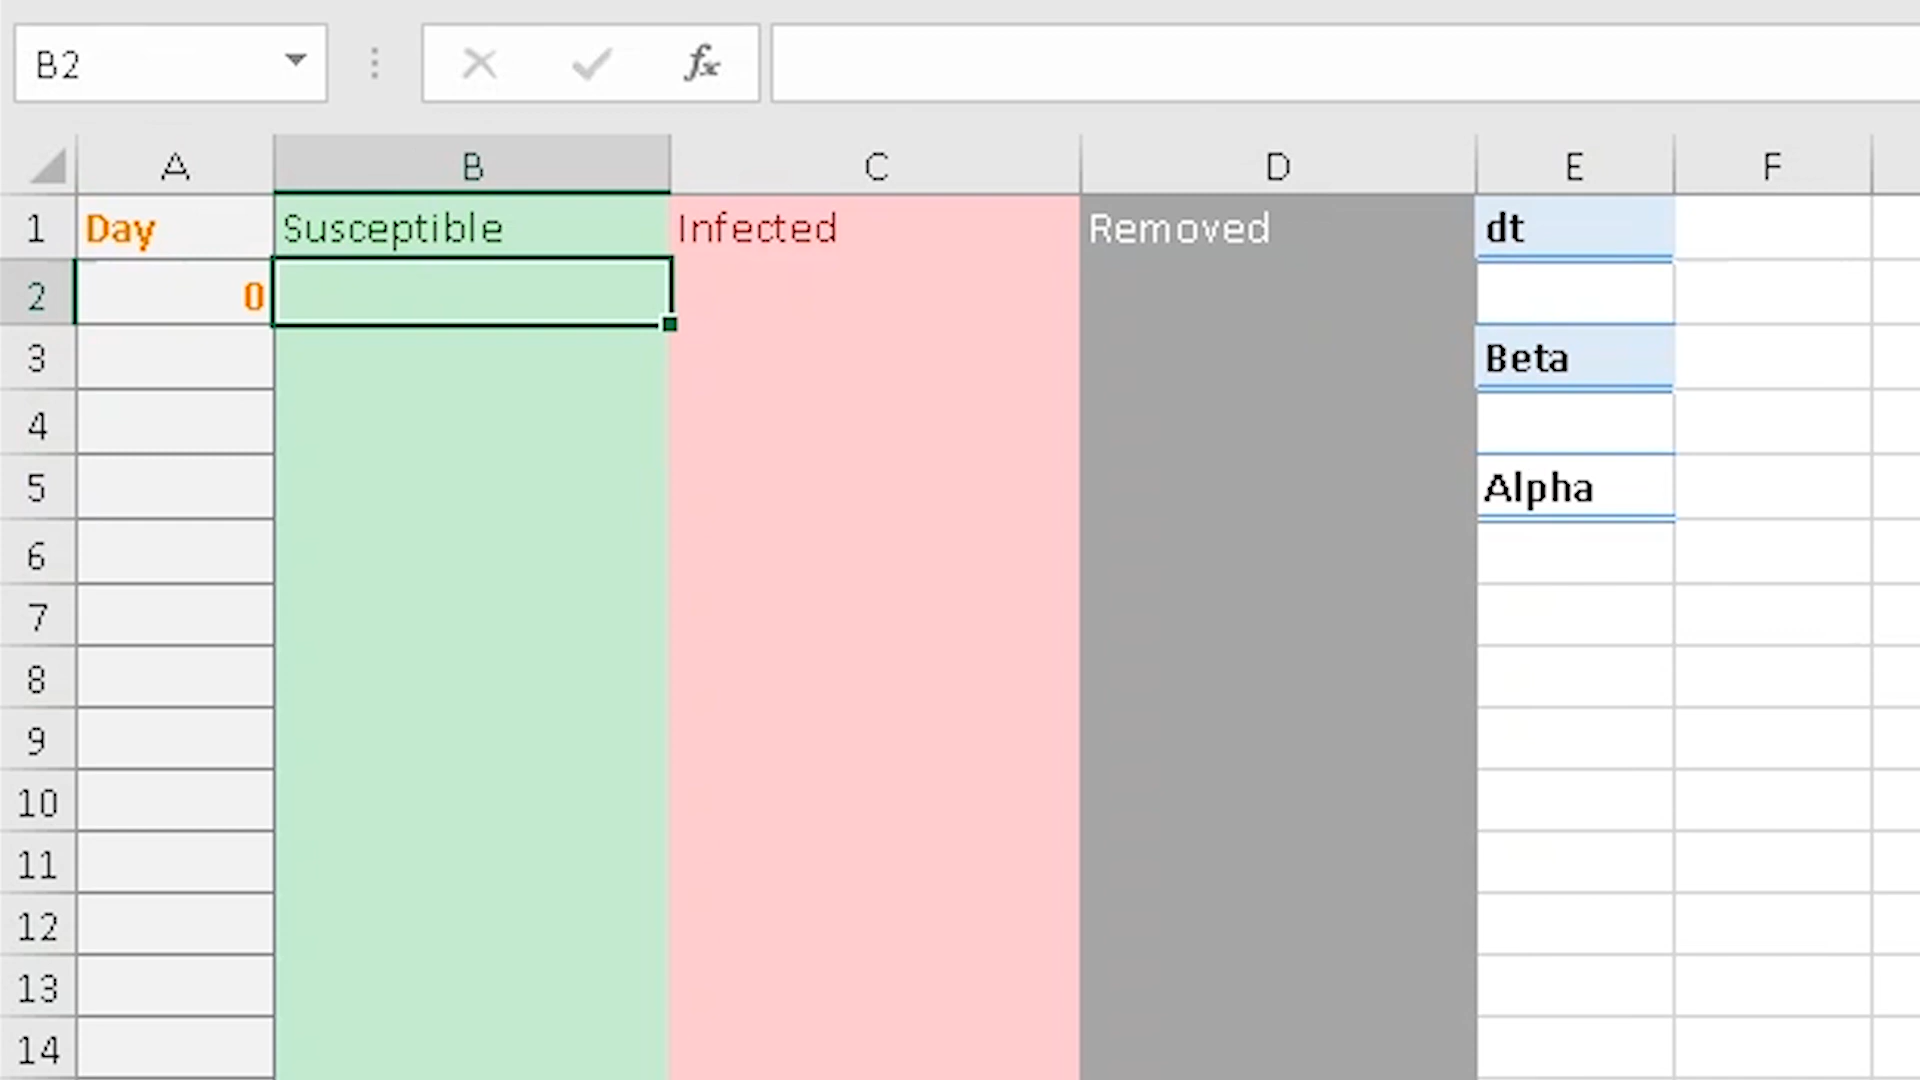 B2
fx
A B C D E F
1 Day Susceptible Infected Removed dt
2 0
3 Beta
4
5 Alpha
6
7
8
9
10
11
12
13
14